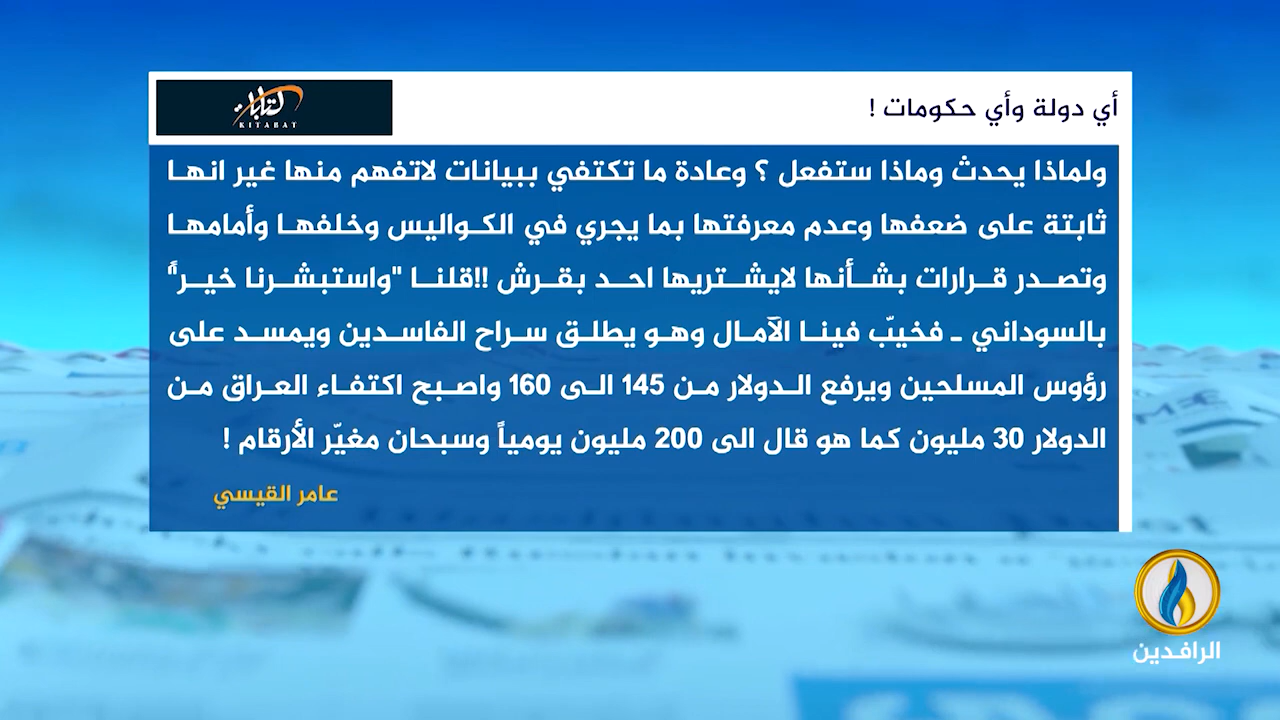 أي دولة وأي حكومات !
كتابات
KITABAT
ولماذا يحدث وماذا ستفعل ؟ وعادة ما تكتفي ببيانات لاتفهم منها غير انها
ثابتة على ضعفها وعدم معرفتها بما يجري في الكواليس وخلفها وأمامها
وتصدر قرارات بشأنها لايشتريها احد بقرش !!قلنا "واستبشرنا خيراً"
بالسوداني ـ فخيّب فينا الآمال وهو يطلق سراح الفاسدين ويمسد على
رؤوس المسلحين ويرفع الدولار من 145 الى 160 واصبح اكتفاء العراق من
الدولار 30 مليون كما هو قال الى 200 مليون يومياً وسبحان مغيّر الأرقام !
عامر القيسي
الرافدين